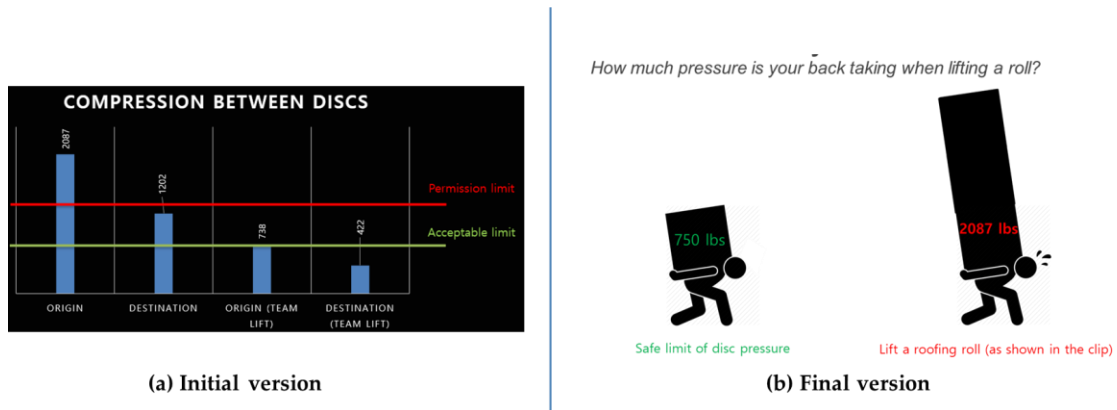 COMPRESSION BETWEEN DISCS
2087
1202
738
422
Permission limit
Acceptable limit
ORIGIN
DESTINATION
ORIGIN (TEAM
LIFT)
DESTINATION
(TEAM LIFT)
(a) Initial version
How much pressure is your back taking when lifting a roll?
750 lbs
2087 lbs
Safe limit of disc pressure
Lift a roofing roll (as shown in the clip)
(b) Final version